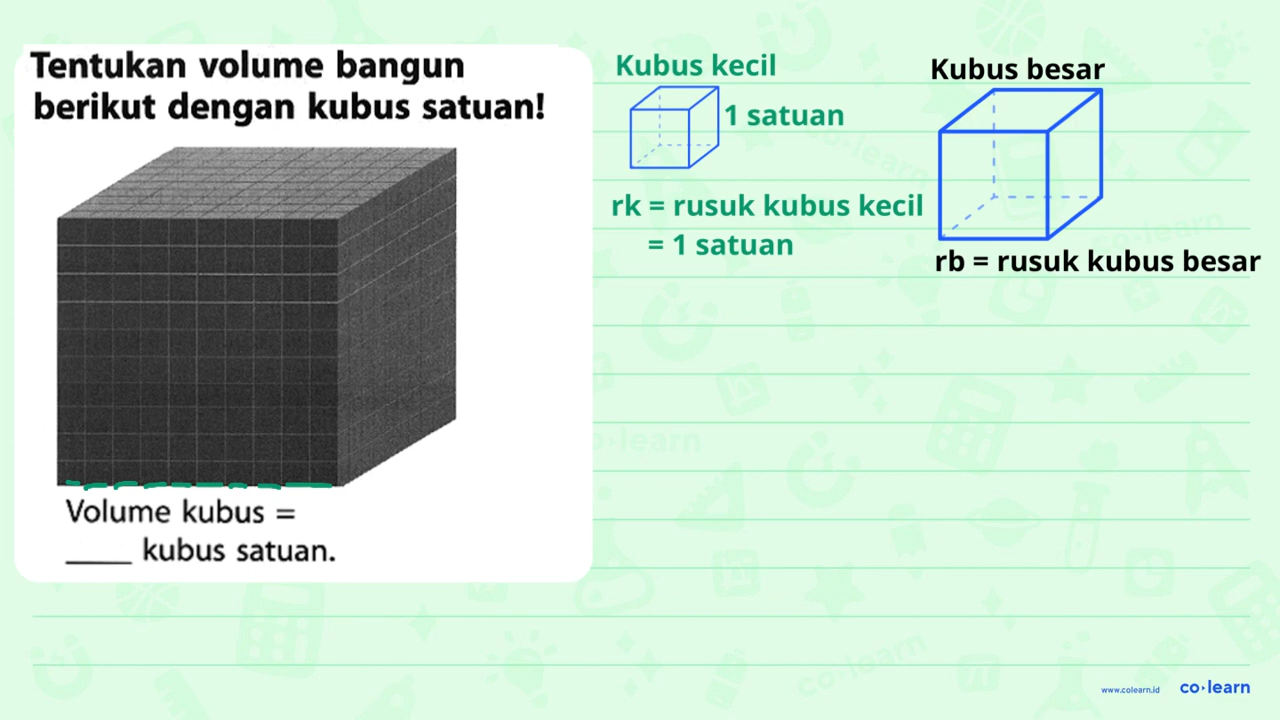 Tentukan volume bangun
berikut dengan kubus satuan!
Volume kubus =
____ kubus satuan.
Kubus kecil
1 satuan
rk = rusuk kubus kecil
= 1 satuan
Kubus besar
rb = rusuk kubus besar
www.colearn.id
co·learn